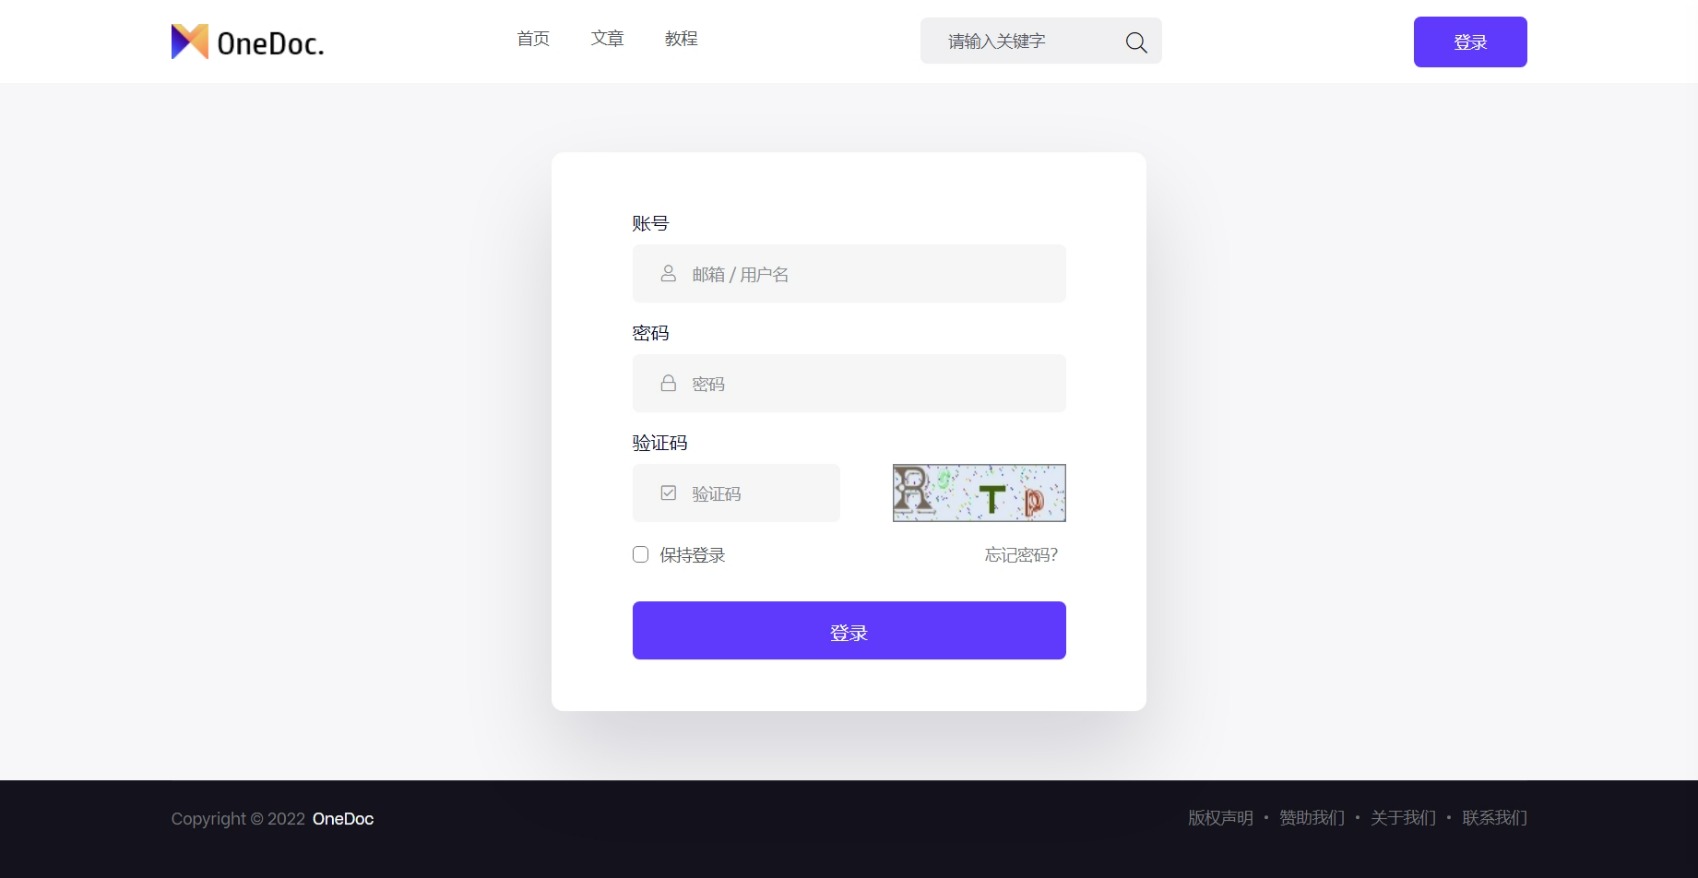 OneDoc.
首页 文章 教程
请输入关键字
登录
账号
邮箱 / 用户名
密码
密码
验证码
验证码
R S T P
保持登录
忘记密码?
登录
Copyright © 2022 OneDoc
版权声明 • 赞助我们 • 关于我们 • 联系我们